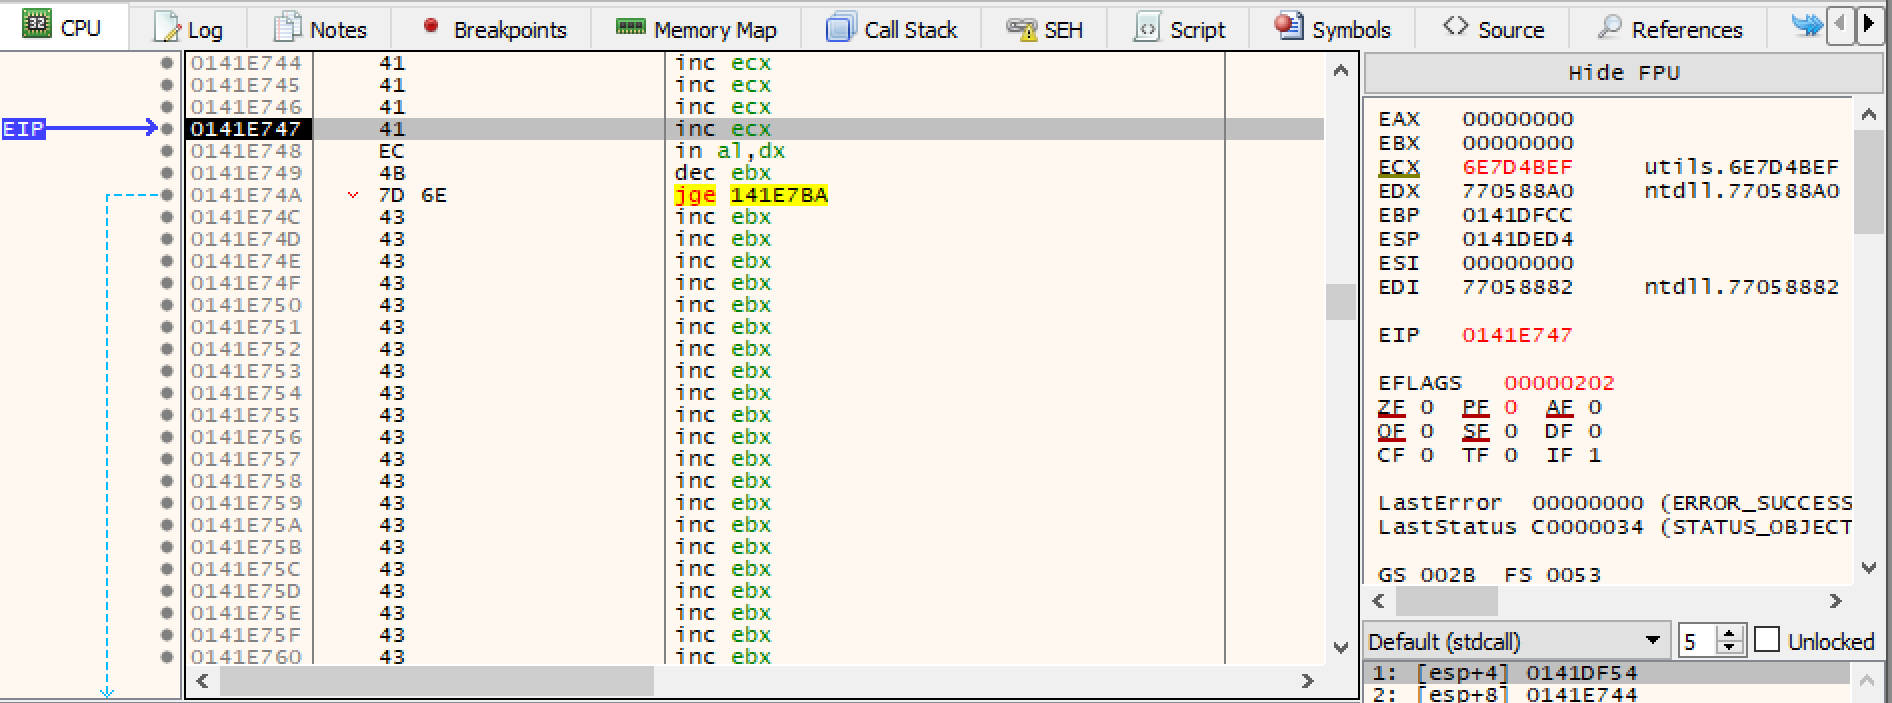 CPU Log Notes Breakpoints Memory Map Call Stack SEH Script Symbols Source References
0141E744 41 inc ecx
0141E745 41 inc ecx
0141E746 41 inc ecx
EIP 0141E747 41 inc ecx
0141E748 EC in al,dx
0141E749 4B dec ebx
0141E74A 7D 6E jge 141E7BA
0141E74C 43 inc ebx
0141E74D 43 inc ebx
0141E74E 43 inc ebx
0141E74F 43 inc ebx
0141E750 43 inc ebx
0141E751 43 inc ebx
0141E752 43 inc ebx
0141E753 43 inc ebx
0141E754 43 inc ebx
0141E755 43 inc ebx
0141E756 43 inc ebx
0141E757 43 inc ebx
0141E758 43 inc ebx
0141E759 43 inc ebx
0141E75A 43 inc ebx
0141E75B 43 inc ebx
0141E75C 43 inc ebx
0141E75D 43 inc ebx
0141E75E 43 inc ebx
0141E75F 43 inc ebx
0141E760 43 inc ebx
Hide FPU
EAX 00000000
EBX 00000000
ECX 6E7D4BEF utils.6E7D4BEF
EDX 770588A0 ntdll.770588A0
EBP 0141DFCC
ESP 0141DED4
ESI 00000000
EDI 77058882 ntdll.77058882
EIP 0141E747
EFLAGS 00000202
ZF 0 PF 0 AF 0
OF 0 SF 0 DF 0
CF 0 TF 0 IF 1
LastError 00000000 (ERROR_SUCCESS
LastStatus C0000034 (STATUS_OBJECT
GS 002B FS 0053
Default (stdcall) 5 Unlocked
1: [esp+4] 0141DF54
2: [esp+8] 0141E744